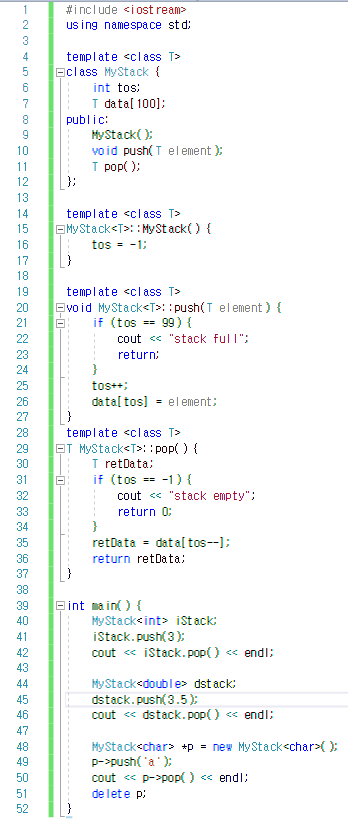 1 #include <iostream>
2 using namespace std;
3
4 template <class T>
5 class MyStack {
6 int tos;
7 T data[100];
8 public:
9 MyStack();
10 void push(T element);
11 T pop();
12 };
13
14 template <class T>
15 MyStack<T>::MyStack() {
16 tos = -1;
17 }
18
19 template <class T>
20 void MyStack<T>::push(T element) {
21 if (tos == 99) {
22 cout << "stack full";
23 return;
24 }
25 tos++;
26 data[tos] = element;
27 }
28 template <class T>
29 T MyStack<T>::pop() {
30 T retData;
31 if (tos == -1) {
32 cout << "stack empty";
33 return 0;
34 }
35 retData = data[tos--];
36 return retData;
37 }
38
39 int main() {
40 MyStack<int> iStack;
41 iStack.push(3);
42 cout << iStack.pop() << endl;
43
44 MyStack<double> dstack;
45 dstack.push(3.5);
46 cout << dstack.pop() << endl;
47
48 MyStack<char> *p = new MyStack<char>();
49 p->push('a');
50 cout << p->pop() << endl;
51 delete p;
52 }